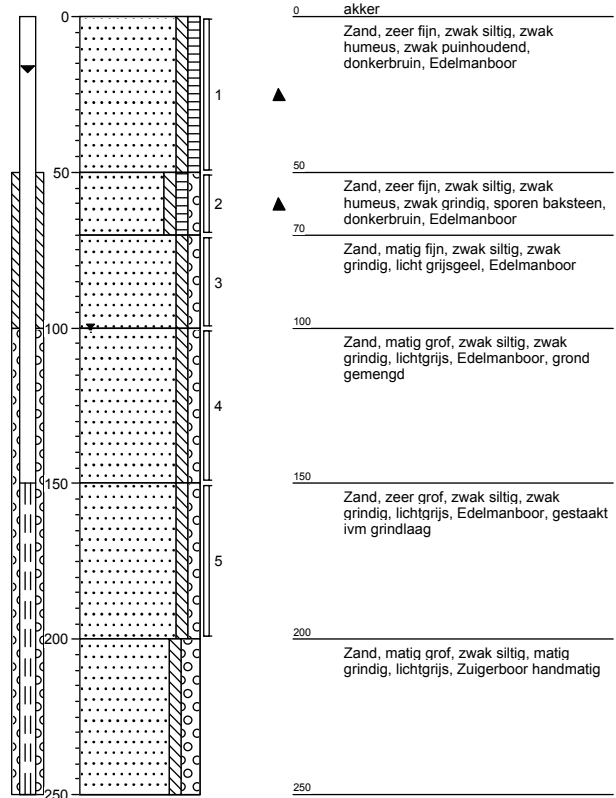 0
akker
Zand, zeer fijn, zwak siltig, zwak
humeus, zwak puinhoudend,
donkerbruin, Edelmanboor
50
Zand, zeer fijn, zwak siltig, zwak
humeus, zwak grindig, sporen baksteen,
donkerbruin, Edelmanboor
70
Zand, matig fijn, zwak siltig, zwak
grindig, licht grijsgeel, Edelmanboor
100
Zand, matig grof, zwak siltig, zwak
grindig, lichtgrijs, Edelmanboor, grond
gemengd
150
Zand, zeer grof, zwak siltig, zwak
grindig, lichtgrijs, Edelmanboor, gestaakt
ivm grindlaag
200
Zand, matig grof, zwak siltig, matig
grindig, lichtgrijs, Zuigerboor handmatig
250
0
50
100
150
200
250
1
2
3
4
5